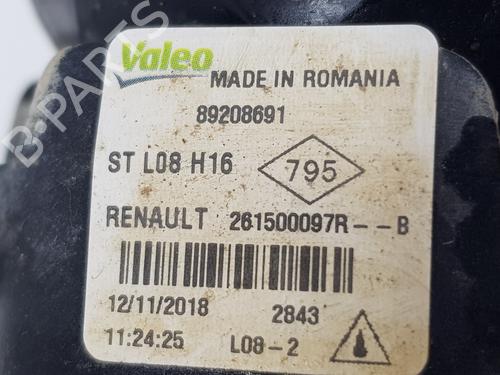 Valeo
MADE IN ROMANIA
89208691
ST L08 H16
795
RENAULT 261500097R--B
12/11/2018 2843
11:24:25 L08-2
B-PARTS